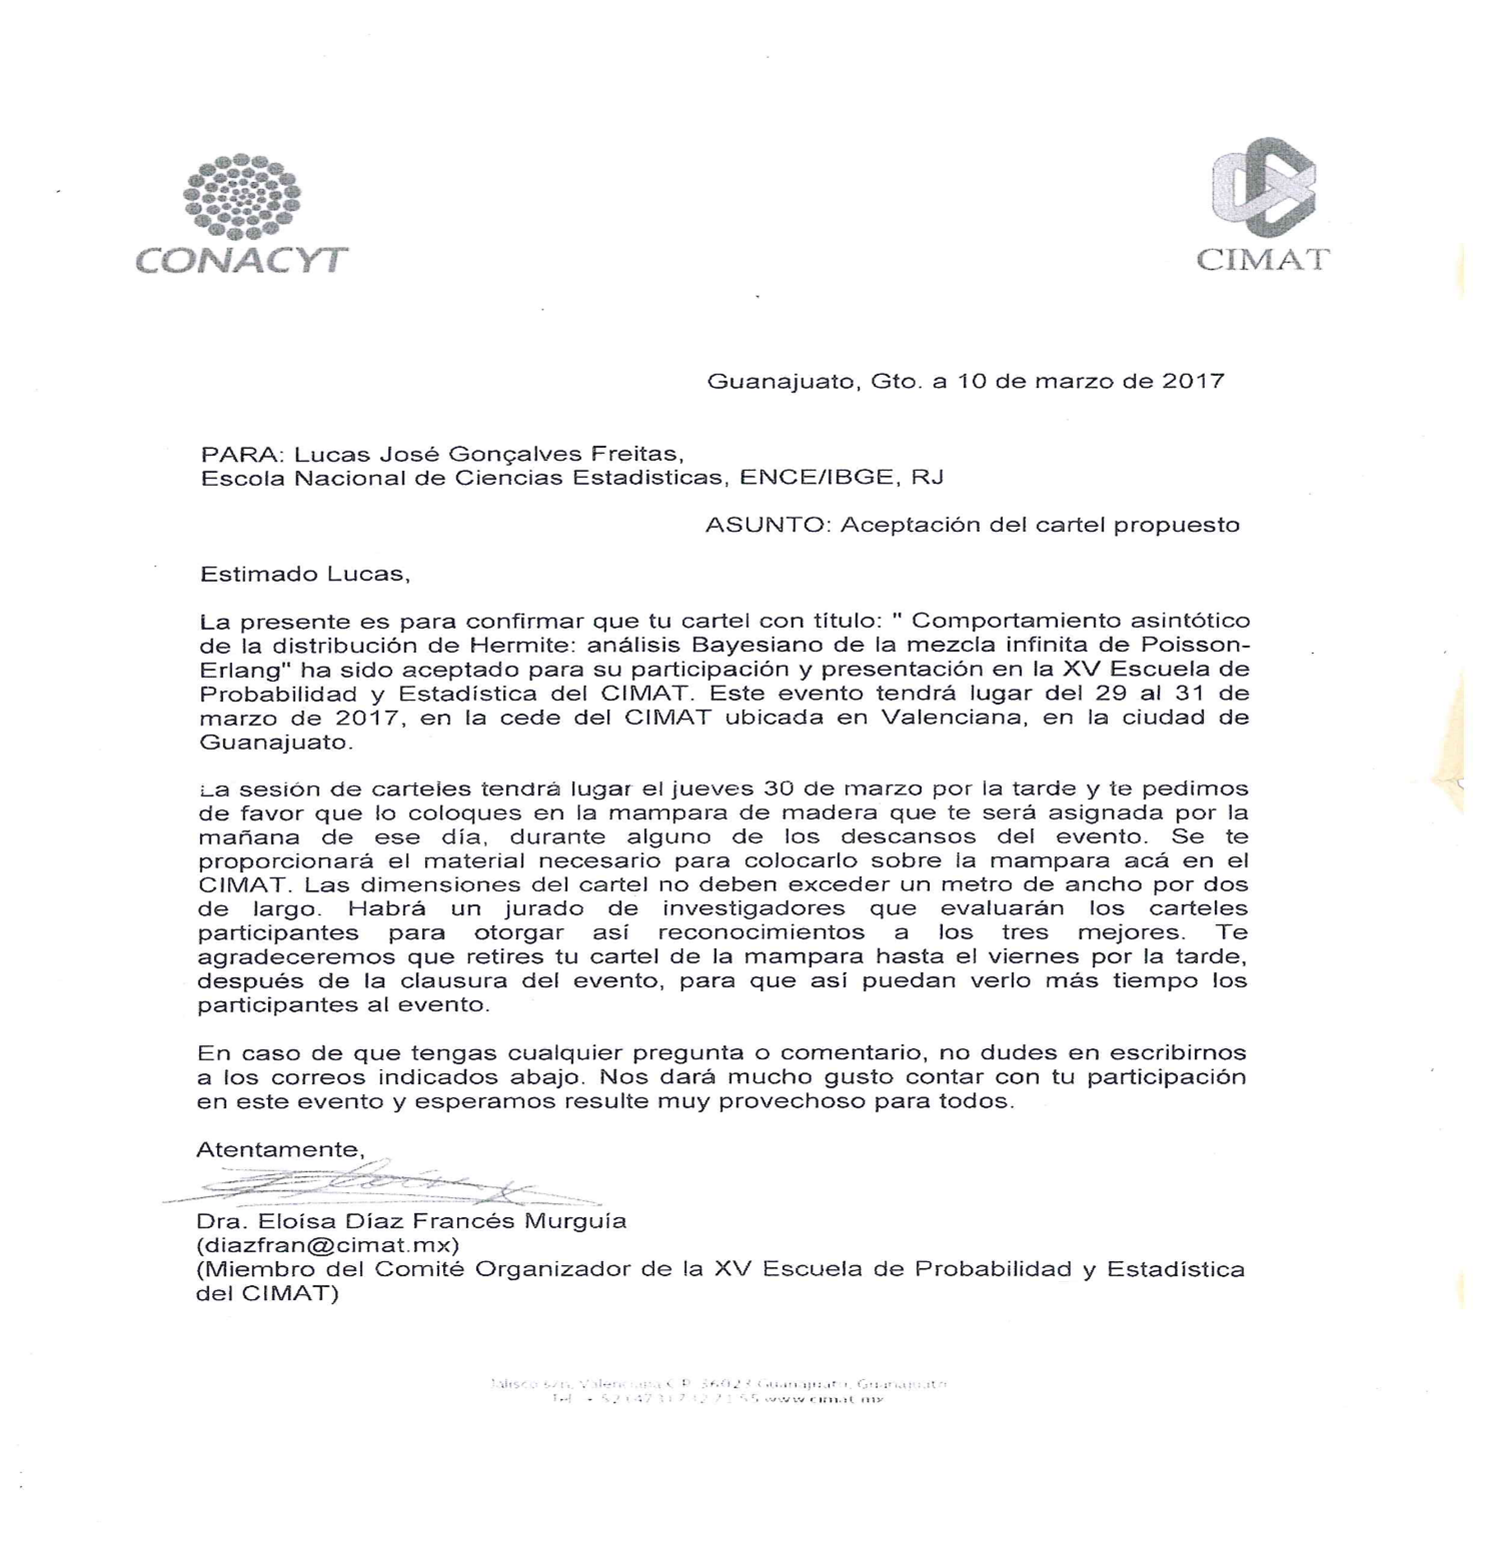 CONACYT
CIMAT
Guanajuato, Gto. a 10 de marzo de 2017
PARA: Lucas José Gonçalves Freitas,
Escola Nacional de Ciencias Estadisticas, ENCE/IBGE, RJ
ASUNTO: Aceptación del cartel propuesto
Estimado Lucas,
La presente es para confirmar que tu cartel con título: " Comportamiento asintótico
de la distribución de Hermite: análisis Bayesiano de la mezcla infinita de Poisson-
Erlang" ha sido aceptado para su participación y presentación en la XV Escuela de
Probabilidad y Estadística del CIMAT. Este evento tendrá lugar del 29 al 31 de
marzo de 2017, en la cede del CIMAT ubicada en Valenciana, en la ciudad de
Guanajuato.
La sesión de carteles tendrá lugar el jueves 30 de marzo por la tarde y te pedimos
de favor que lo coloques en la mampara de madera que te será asignada por la
mañana de ese día, durante alguno de los descansos del evento. Se te
proporcionará el material necesario para colocarlo sobre la mampara acá en el
CIMAT. Las dimensiones del cartel no deben exceder un metro de ancho por dos
de largo. Habrá un jurado de investigadores que evaluarán los carteles
participantes para otorgar así reconocimientos a los tres mejores. Te
agradeceremos que retires tu cartel de la mampara hasta el viernes por la tarde,
después de la clausura del evento, para que así puedan verlo más tiempo los
participantes al evento.
En caso de que tengas cualquier pregunta o comentario, no dudes en escribirnos
a los correos indicados abajo. Nos dará mucho gusto contar con tu participación
en este evento y esperamos resulte muy provechoso para todos.
Atentamente,
Dra. Eloísa Díaz Francés Murguía
(diazfran@cimat.mx)
(Miembro del Comité Organizador de la XV Escuela de Probabilidad y Estadística
del CIMAT)
Jalisco s/n, Valenciana C.P. 36023 Guanajuato, Guanajuato
www.cimat.mx